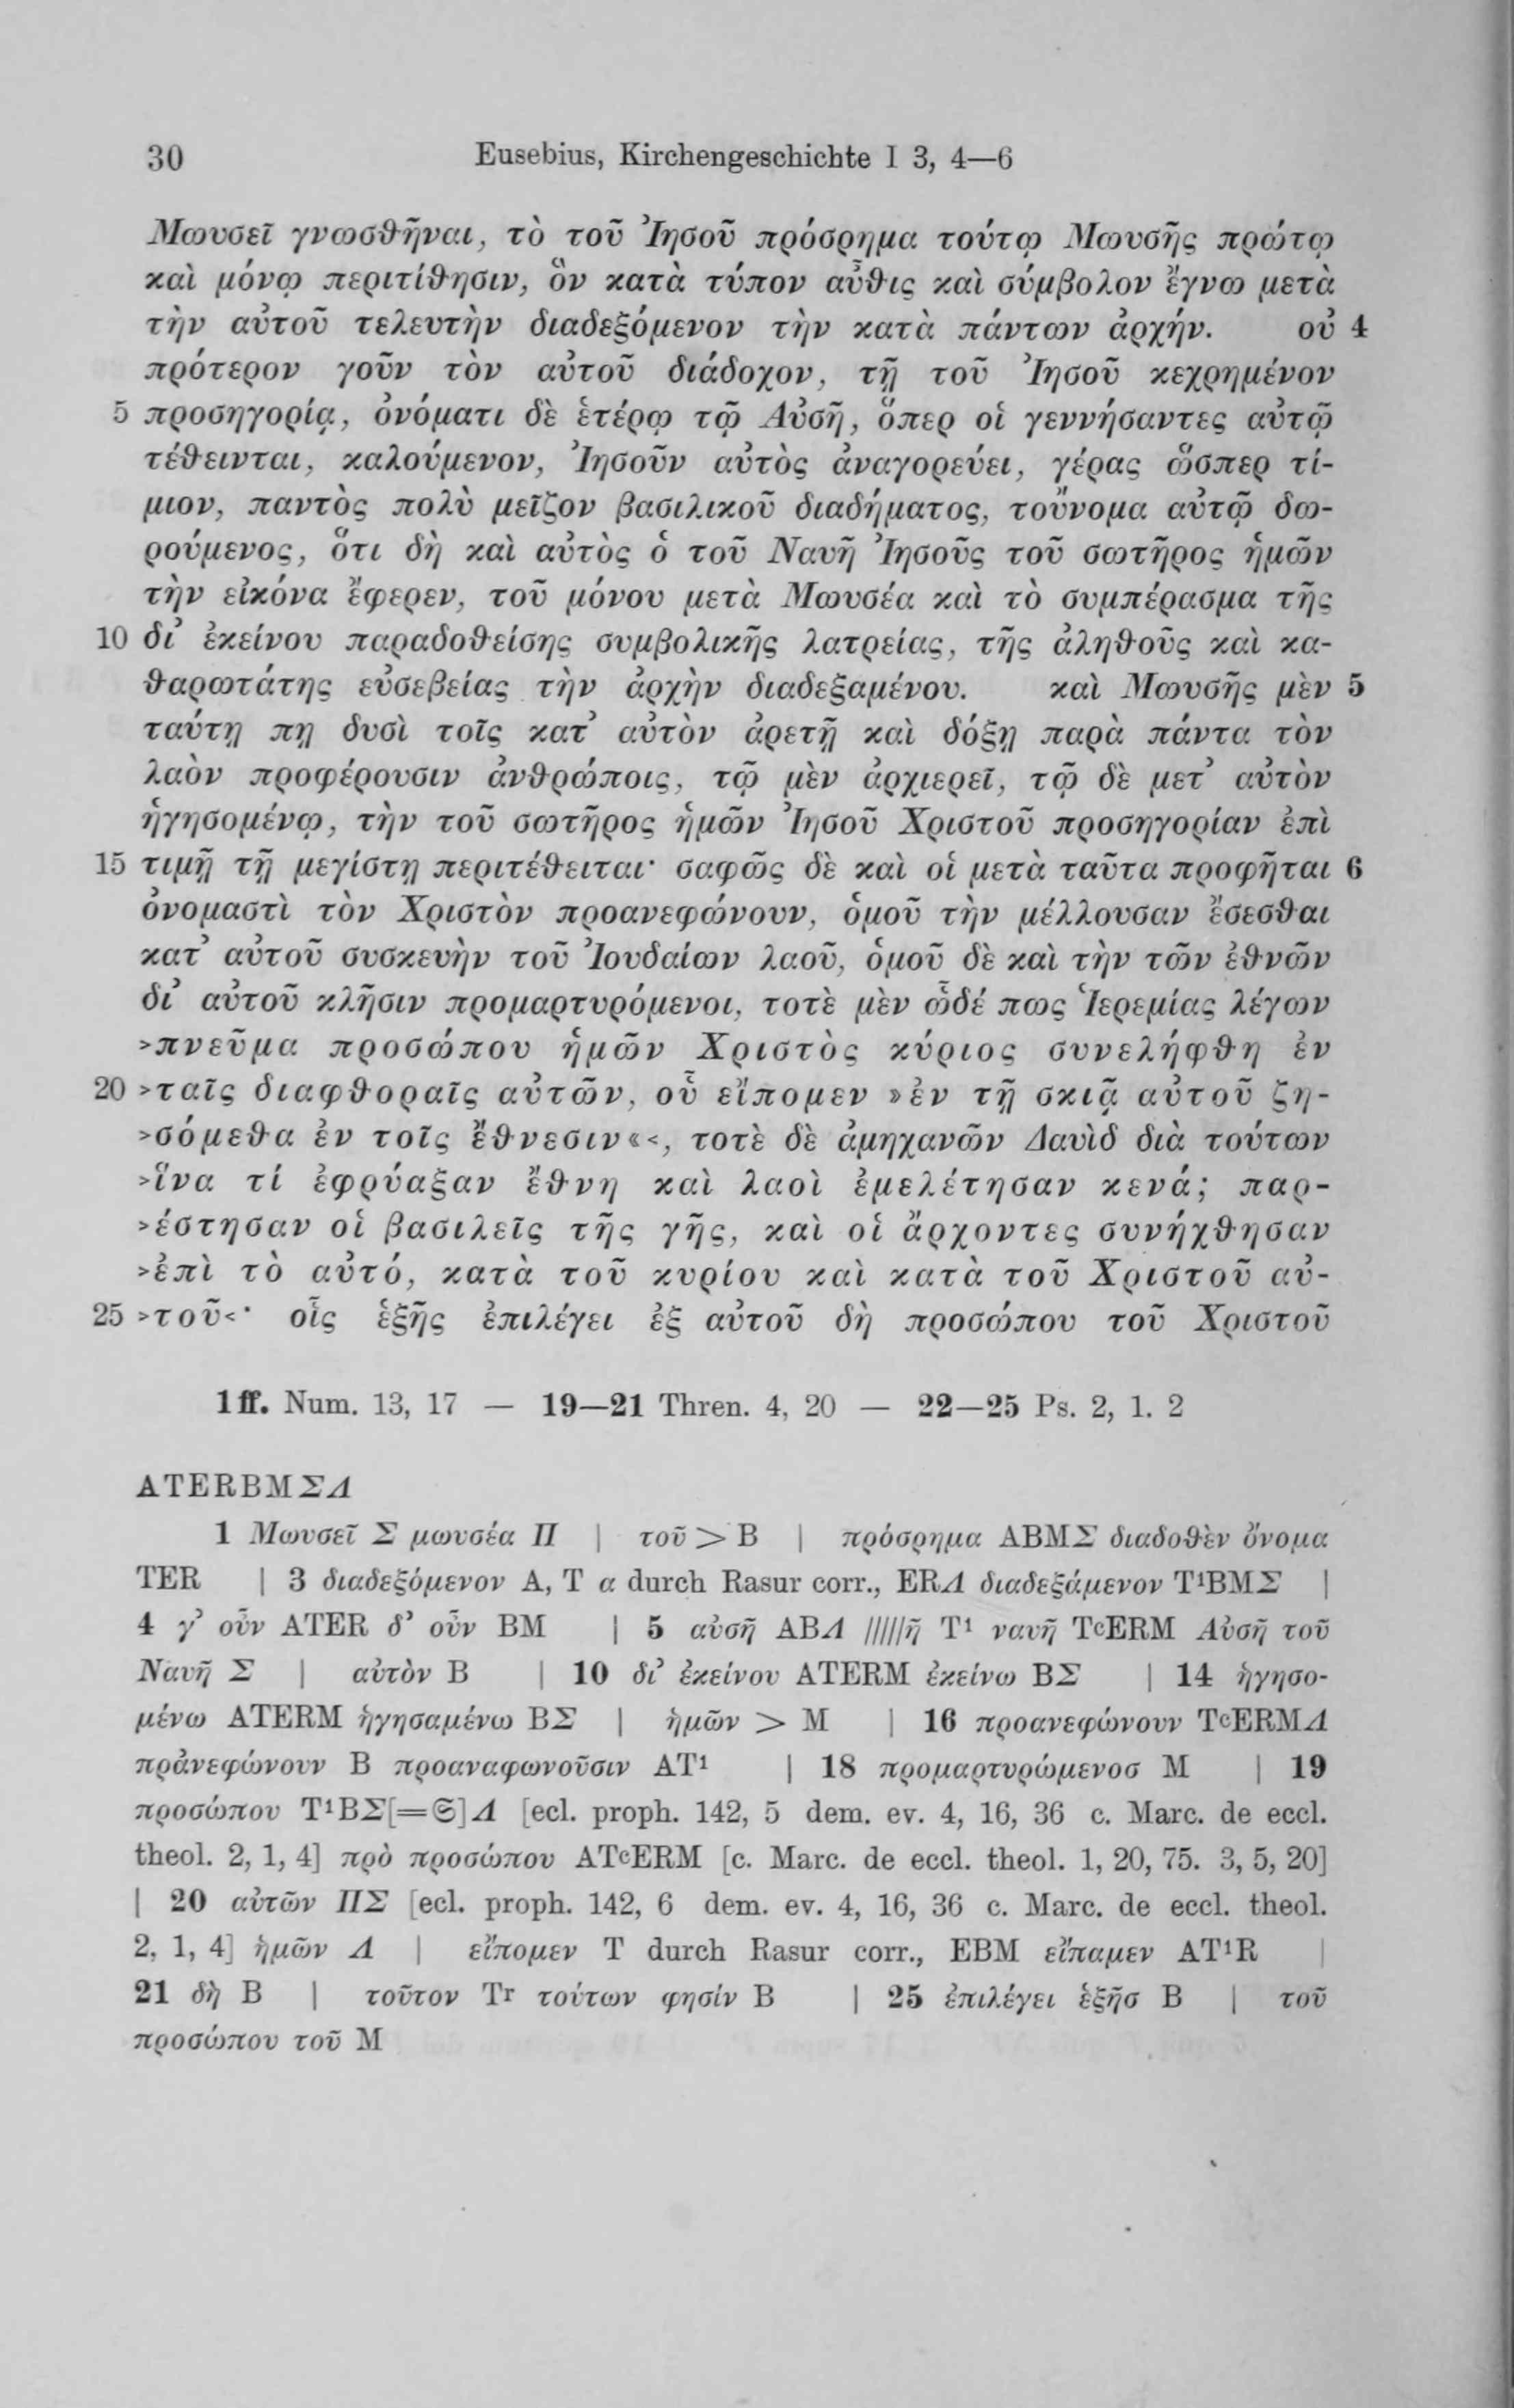 30 Eusebius, Kirchengeschichte I 3, 4—6
Μωυσεῖ γνωσθῆναι, τὸ τοῦ Ἰησοῦ πρόσρημα τούτῳ Μωυσῆς πρώτῳ
καὶ μόνῳ περιτίθησιν, ὃν κατὰ τύπον αὖθις καὶ σύμβολον ἔγνω μετὰ
τὴν αὐτοῦ τελευτὴν διαδεξόμενον τὴν κατὰ πάντων ἀρχήν. οὐ 4
πρότερον γοῦν τὸν αὐτοῦ διάδοχον, τῇ τοῦ Ἰησοῦ κεχρημένον
5 προσηγορίᾳ, ὀνόματι δὲ ἑτέρῳ τῷ Αὐσῆ, ὅπερ οἱ γεννήσαντες αὐτῷ
τέθεινται, καλούμενον, Ἰησοῦν αὐτὸς ἀναγορεύει, γέρας ὥσπερ τί-
μιον, παντὸς πολὺ μεῖζον βασιλικοῦ διαδήματος, τοὔνομα αὐτῷ δω-
ρούμενος, ὅτι δὴ καὶ αὐτὸς ὁ τοῦ Ναυῆ Ἰησοῦς τοῦ σωτῆρος ἡμῶν
τὴν εἰκόνα ἔφερεν, τοῦ μόνου μετὰ Μωυσέα καὶ τὸ συμπέρασμα τῆς
10 δι' ἐκείνου παραδοθείσης συμβολικῆς λατρείας, τῆς ἀληθοῦς καὶ κα-
θαρωτάτης εὐσεβείας τὴν ἀρχὴν διαδεξαμένου. καὶ Μωυσῆς μὲν 5
ταύτῃ πῃ δυσὶ τοῖς κατ' αὐτὸν ἀρετῇ καὶ δόξῃ παρὰ πάντα τὸν
λαὸν προφέρουσιν ἀνθρώποις, τῷ μὲν ἀρχιερεῖ, τῷ δὲ μετ' αὐτὸν
ἡγησομένῳ, τὴν τοῦ σωτῆρος ἡμῶν Ἰησοῦ Χριστοῦ προσηγορίαν ἐπὶ
15 τιμῇ τῇ μεγίστῃ περιτέθειται· σαφῶς δὲ καὶ οἱ μετὰ ταῦτα προφῆται 6
ὀνομαστὶ τὸν Χριστὸν προανεφώνουν, ὁμοῦ τὴν μέλλουσαν ἔσεσθαι
κατ' αὐτοῦ συσκευὴν τοῦ Ἰουδαίων λαοῦ, ὁμοῦ δὲ καὶ τὴν τῶν ἐθνῶν
δι' αὐτοῦ κλῆσιν προμαρτυρόμενοι, τοτὲ μὲν ὧδέ πως Ἱερεμίας λέγων
>πνεῦμα προσώπου ἡμῶν Χριστὸς κύριος συνελήφθη ἐν
20 >ταῖς διαφθοραῖς αὐτῶν, οὗ εἴπομεν »ἐν τῇ σκιᾷ αὐτοῦ ζη-
>σόμεθα ἐν τοῖς ἔθνεσιν«<, τοτὲ δὲ ἀμηχανῶν Δαυὶδ διὰ τούτων
>ἵνα τί ἐφρύαξαν ἔθνη καὶ λαοὶ ἐμελέτησαν κενά; παρ-
>έστησαν οἱ βασιλεῖς τῆς γῆς, καὶ οἱ ἄρχοντες συνήχθησαν
>ἐπὶ τὸ αὐτό, κατὰ τοῦ κυρίου καὶ κατὰ τοῦ Χριστοῦ αὐ-
25 >τοῦ<· οἷς ἑξῆς ἐπιλέγει ἐξ αὐτοῦ δὴ προσώπου τοῦ Χριστοῦ
1 ff. Num. 13, 17 — 19—21 Thren. 4, 20 — 22—25 Ps. 2, 1. 2
ATERBMΣΛ
1 Μωυσεῖ Σ μωυσέα Π | τοῦ > B | πρόσρημα ABMΣ διαδοθὲν ὄνομα
TER | 3 διαδεξόμενον A, T α durch Rasur corr., ERΛ διαδεξάμενον T¹BMΣ |
4 γ' οὖν ATER δ' οὖν BM | 5 αὐσῆ ABΛ /////ῆ T¹ ναυῆ TᶜERM Αὐσῆ τοῦ
Ναυῆ Σ | αὐτὸν B | 10 δι' ἐκείνου ATERM ἐκείνω BΣ | 14 ἡγησο-
μένω ATERM ἡγησαμένω BΣ | ἡμῶν > M | 16 προανεφώνουν TᶜERMΛ
πρἀνεφώνουν B προαναφωνοῦσιν AT¹ | 18 προμαρτυρώμενοσ M | 19
προσώπου T¹BΣ[=𝔖]Λ [ecl. proph. 142, 5 dem. ev. 4, 16, 36 c. Marc. de eccl.
theol. 2, 1, 4] πρὸ προσώπου ATᶜERM [c. Marc. de eccl. theol. 1, 20, 75. 3, 5, 20]
| 20 αὐτῶν ΠΣ [ecl. proph. 142, 6 dem. ev. 4, 16, 36 c. Marc. de eccl. theol.
2, 1, 4] ἡμῶν Λ | εἴπομεν T durch Rasur corr., EBM εἴπαμεν AT¹R |
21 δὴ B | τοῦτον Tʳ τούτων φησίν B | 25 ἐπιλέγει ἑξῆσ B | τοῦ
προσώπου τοῦ M